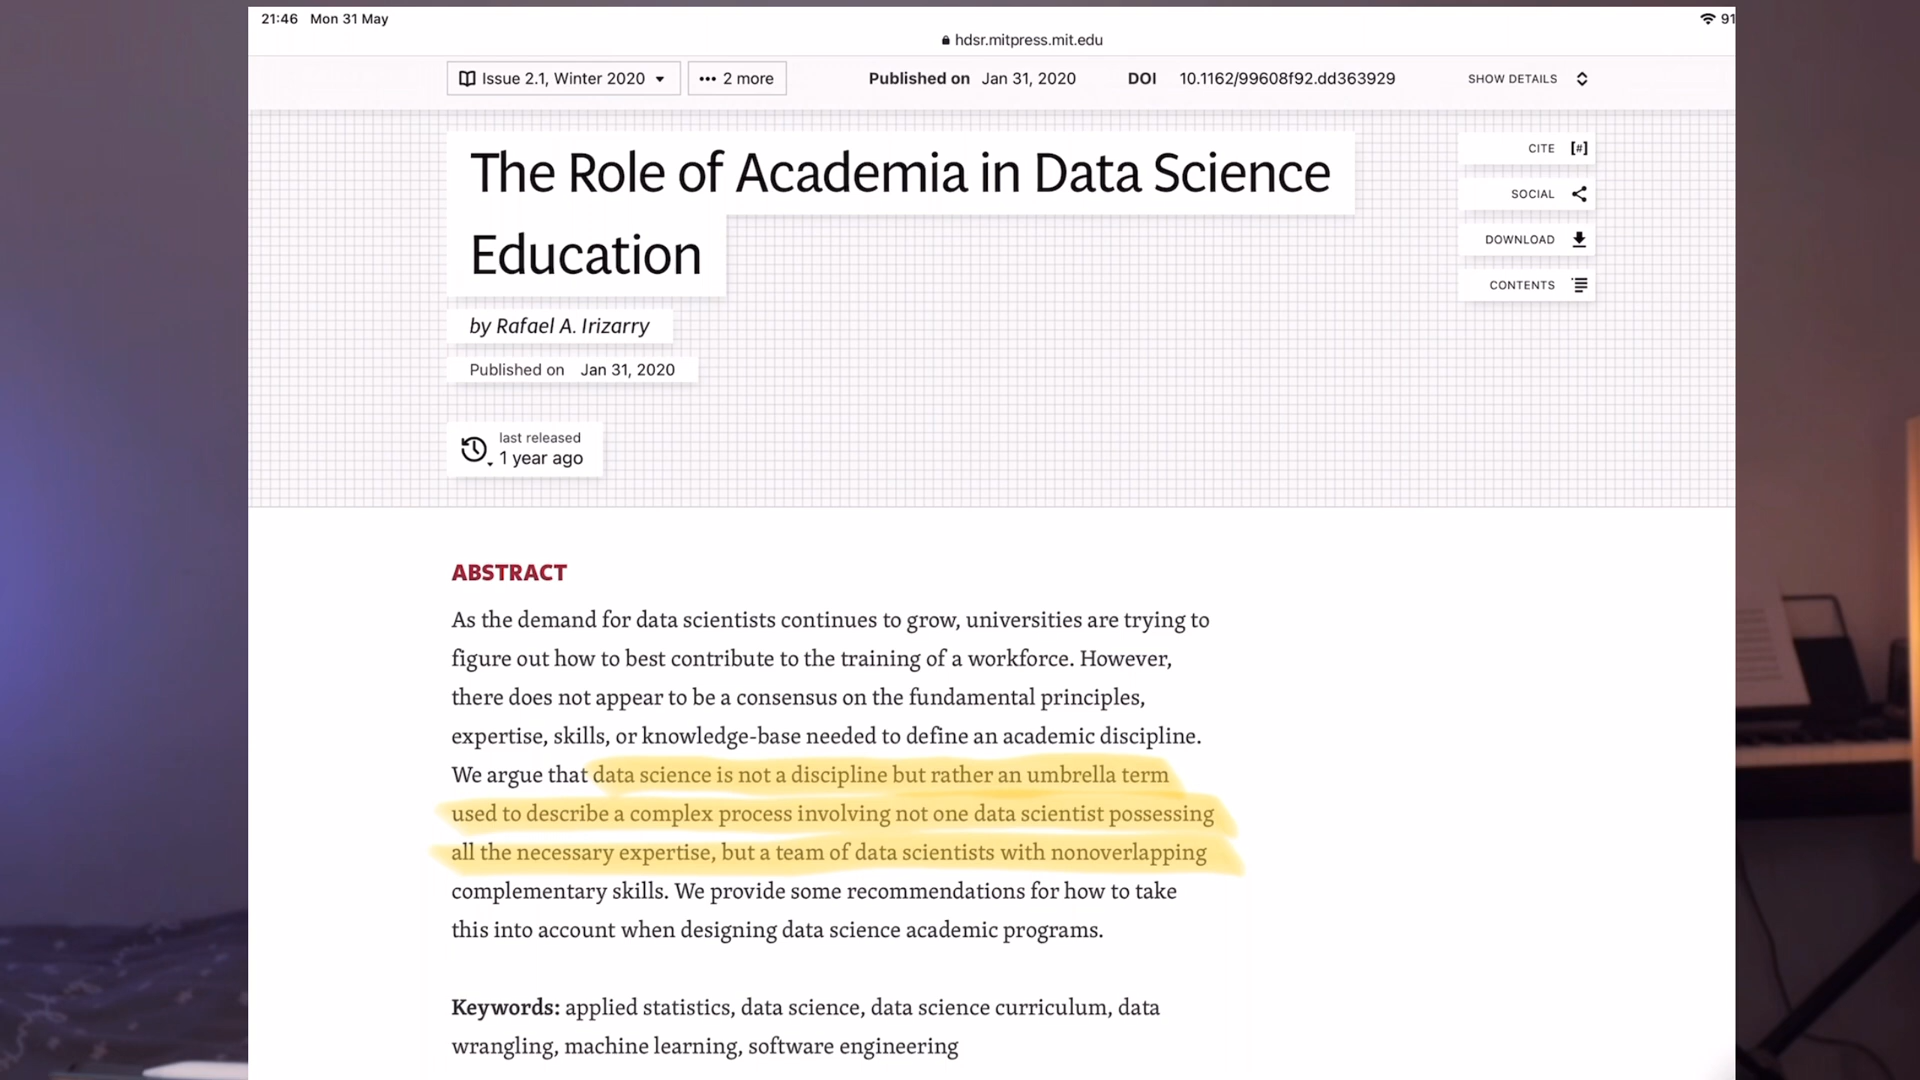 21:46 Mon 31 May
91
hdsr.mitpress.mit.edu
Issue 2.1, Winter 2020
••• 2 more
Published on Jan 31, 2020
DOI 10.1162/99608f92.dd363929
SHOW DETAILS
The Role of Academia in Data Science
Education
by Rafael A. Irizarry
Published on Jan 31, 2020
last released
1 year ago
CITE [#]
SOCIAL
DOWNLOAD
CONTENTS
ABSTRACT
As the demand for data scientists continues to grow, universities are trying to
figure out how to best contribute to the training of a workforce. However,
there does not appear to be a consensus on the fundamental principles,
expertise, skills, or knowledge-base needed to define an academic discipline.
We argue that data science is not a discipline but rather an umbrella term
used to describe a complex process involving not one data scientist possessing
all the necessary expertise, but a team of data scientists with nonoverlapping
complementary skills. We provide some recommendations for how to take
this into account when designing data science academic programs.
Keywords: applied statistics, data science, data science curriculum, data
wrangling, machine learning, software engineering